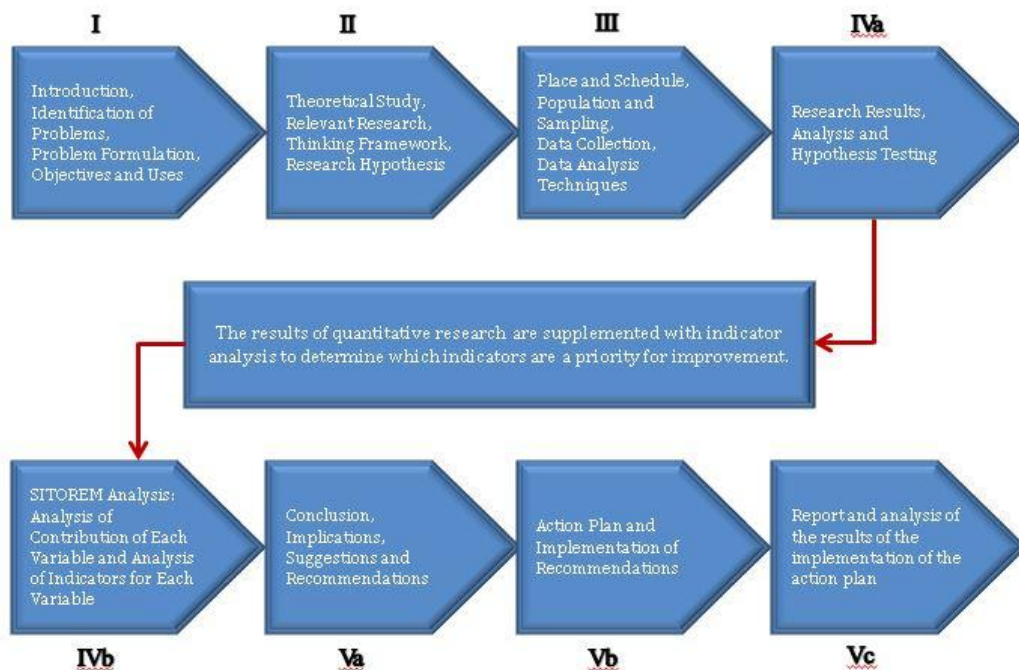 I
II
III
IVa
Introduction,
Identification of
Problems,
Problem Formulation,
Objectives and Uses
Theoretical Study,
Relevant Research,
Thinking Framework,
Research Hypothesis
Place and Schedule,
Population and
Sampling,
Data Collection,
Data Analysis
Techniques
Research Results,
Analysis and
Hypothesis Testing
The results of quantitative research are supplemented with indicator
analysis to determine which indicators are a priority for improvement.
SITOREM Analysis:
Analysis of
Contribution of Each
Variable and Analysis
of Indicators for Each
Variable
Conclusion,
Implications,
Suggestions and
Recommendations
Action Plan and
Implementation of
Recommendations
Report and analysis of
the results of the
implementation of the
action plan
IVb
Va
Vb
Vc